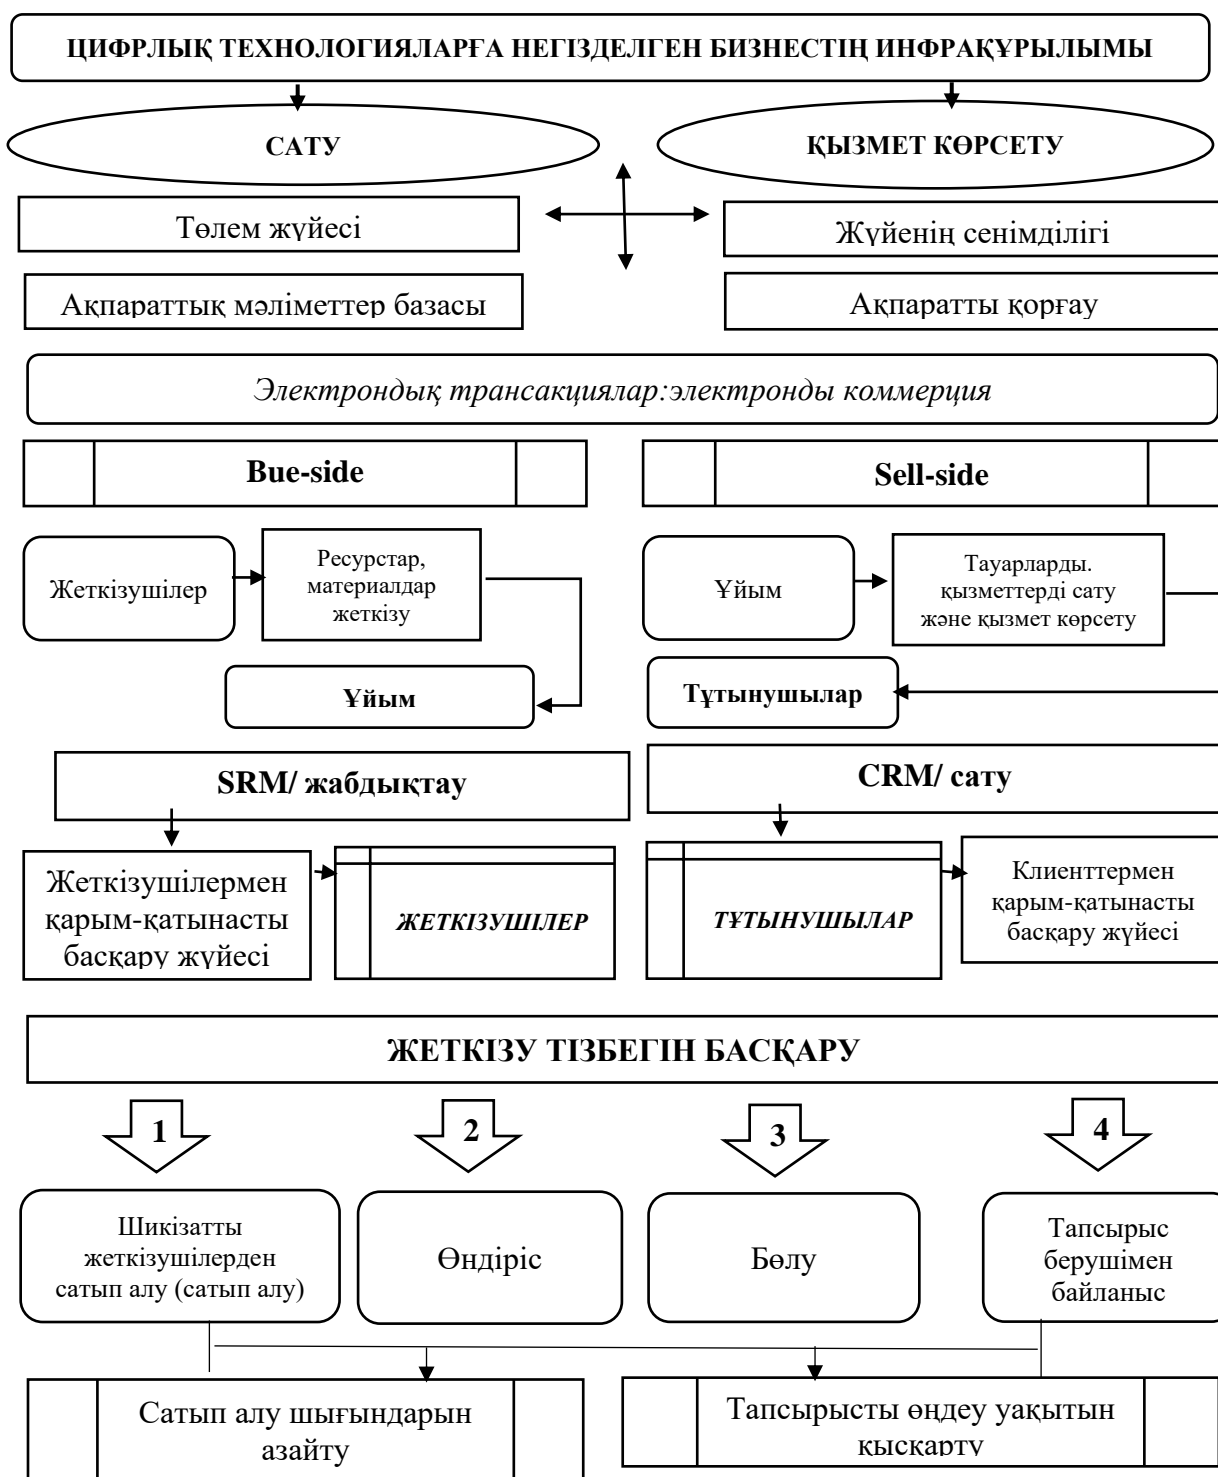 ЦИФРЛЫҚ ТЕХНОЛОГИЯЛАРҒА НЕГІЗДЕЛГЕН БИЗНЕСТІҢ ИНФРАҚҰРЫЛЫМЫ
САТУ
ҚЫЗМЕТ КӨРСЕТУ
Төлем жүйесі
Жүйенің сенімділігі
Ақпараттық мәліметтер базасы
Ақпаратты қорғау
Электрондық трансакциялар:электронды коммерция
Bue-side
Sell-side
Жеткізушілер
Ресурстар,
материалдар
жеткізу
Ұйым
Ұйым
Тауарларды.
қызметтерді сату
және қызмет көрсету
Тұтынушылар
SRM/ жабдықтау
CRM/ сату
Жеткізушілермен
қарым-қатынасты
басқару жүйесі
ЖЕТКІЗУШІЛЕР
ТҰТЫНУШЫЛАР
Клиенттермен
қарым-қатынасты
басқару жүйесі
ЖЕТКІЗУ ТІЗБЕГІН БАСҚАРУ
1
2
3
4
Шикізатты
жеткізушілерден
сатып алу (сатып алу)
Өндіріс
Бөлу
Тапсырыс
берушімен
байланыс
Сатып алу шығындарын
азайту
Тапсырысты өңдеу уақытын
қысқарту